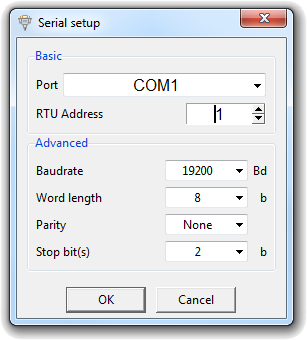 Serial setup
Basic
Port COM1
RTU Address 1
Advanced
Baudrate 19200 Bd
Word length 8 b
Parity None
Stop bit(s) 2 b
OK Cancel